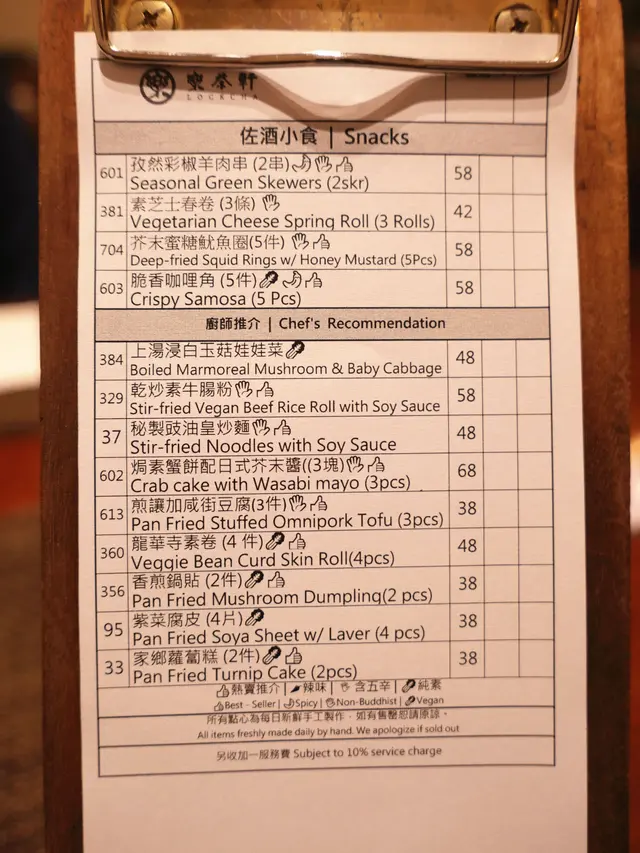 樂茶軒
LOCKCHA
佐酒小食 | Snacks
601 孜然彩椒羊肉串 (2串) 58
Seasonal Green Skewers (2skr)
381 素芝士春卷 (3條) 42
Vegetarian Cheese Spring Roll (3 Rolls)
704 芥末蜜糖魷魚圈(5件) 58
Deep-fried Squid Rings w/ Honey Mustard (5Pcs)
603 脆香咖哩角 (5件) 58
Crispy Samosa (5 Pcs)
廚師推介 | Chef's Recommendation
384 上湯浸白玉菇娃娃菜 48
Boiled Marmoreal Mushroom & Baby Cabbage
329 乾炒素牛腸粉 58
Stir-fried Vegan Beef Rice Roll with Soy Sauce
37 秘製豉油皇炒麵 48
Stir-fried Noodles with Soy Sauce
602 焗素蟹餅配日式芥末醬((3塊) 68
Crab cake with Wasabi mayo (3pcs)
613 煎讓加咸街豆腐(3件) 38
Pan Fried Stuffed Omnipork Tofu (3pcs)
360 龍華寺素卷 (4 件) 48
Veggie Bean Curd Skin Roll(4pcs)
356 香煎鍋貼 (2件) 38
Pan Fried Mushroom Dumpling(2 pcs)
95 紫菜腐皮 (4片) 38
Pan Fried Soya Sheet w/ Laver (4 pcs)
33 家鄉蘿蔔糕 (2件) 38
Pan Fried Turnip Cake (2pcs)
熱賣推介 | 辣味 | 含五辛 | 純素
Best - Seller | Spicy | Non-Buddhist | Vegan
所有點心為每日新鮮手工製作，如有售罄恕請原諒。
All items freshly made daily by hand. We apologize if sold out
另收加一服務費 Subject to 10% service charge